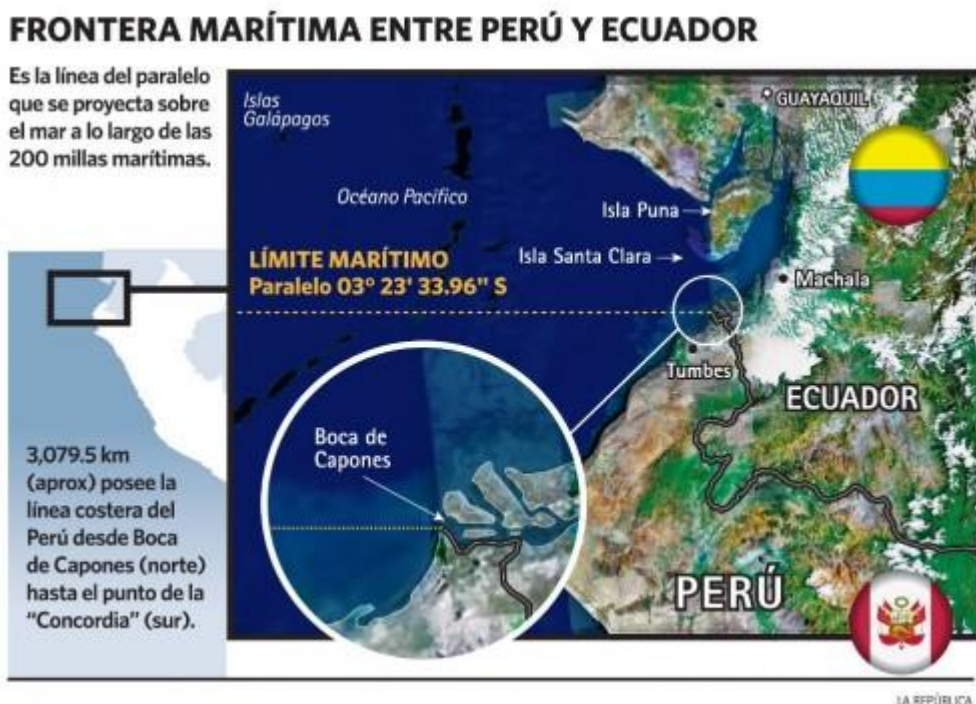 FRONTERA MARÍTIMA ENTRE PERÚ Y ECUADOR
Es la línea del paralelo
que se proyecta sobre
el mar a lo largo de las
200 millas marítimas.
Islas
Galápagos
GUAYAQUIL
Océano Pacífico
Isla Puna
Isla Santa Clara
LÍMITE MARÍTIMO
Paralelo 03° 23' 33.96" S
Machala
Tumbes
ECUADOR
Boca de
Capones
3,079.5 km
(aprox) posee la
línea costera del
Perú desde Boca
de Capones (norte)
hasta el punto de la
“Concordia” (sur).
PERÚ
LA REPÚBLICA